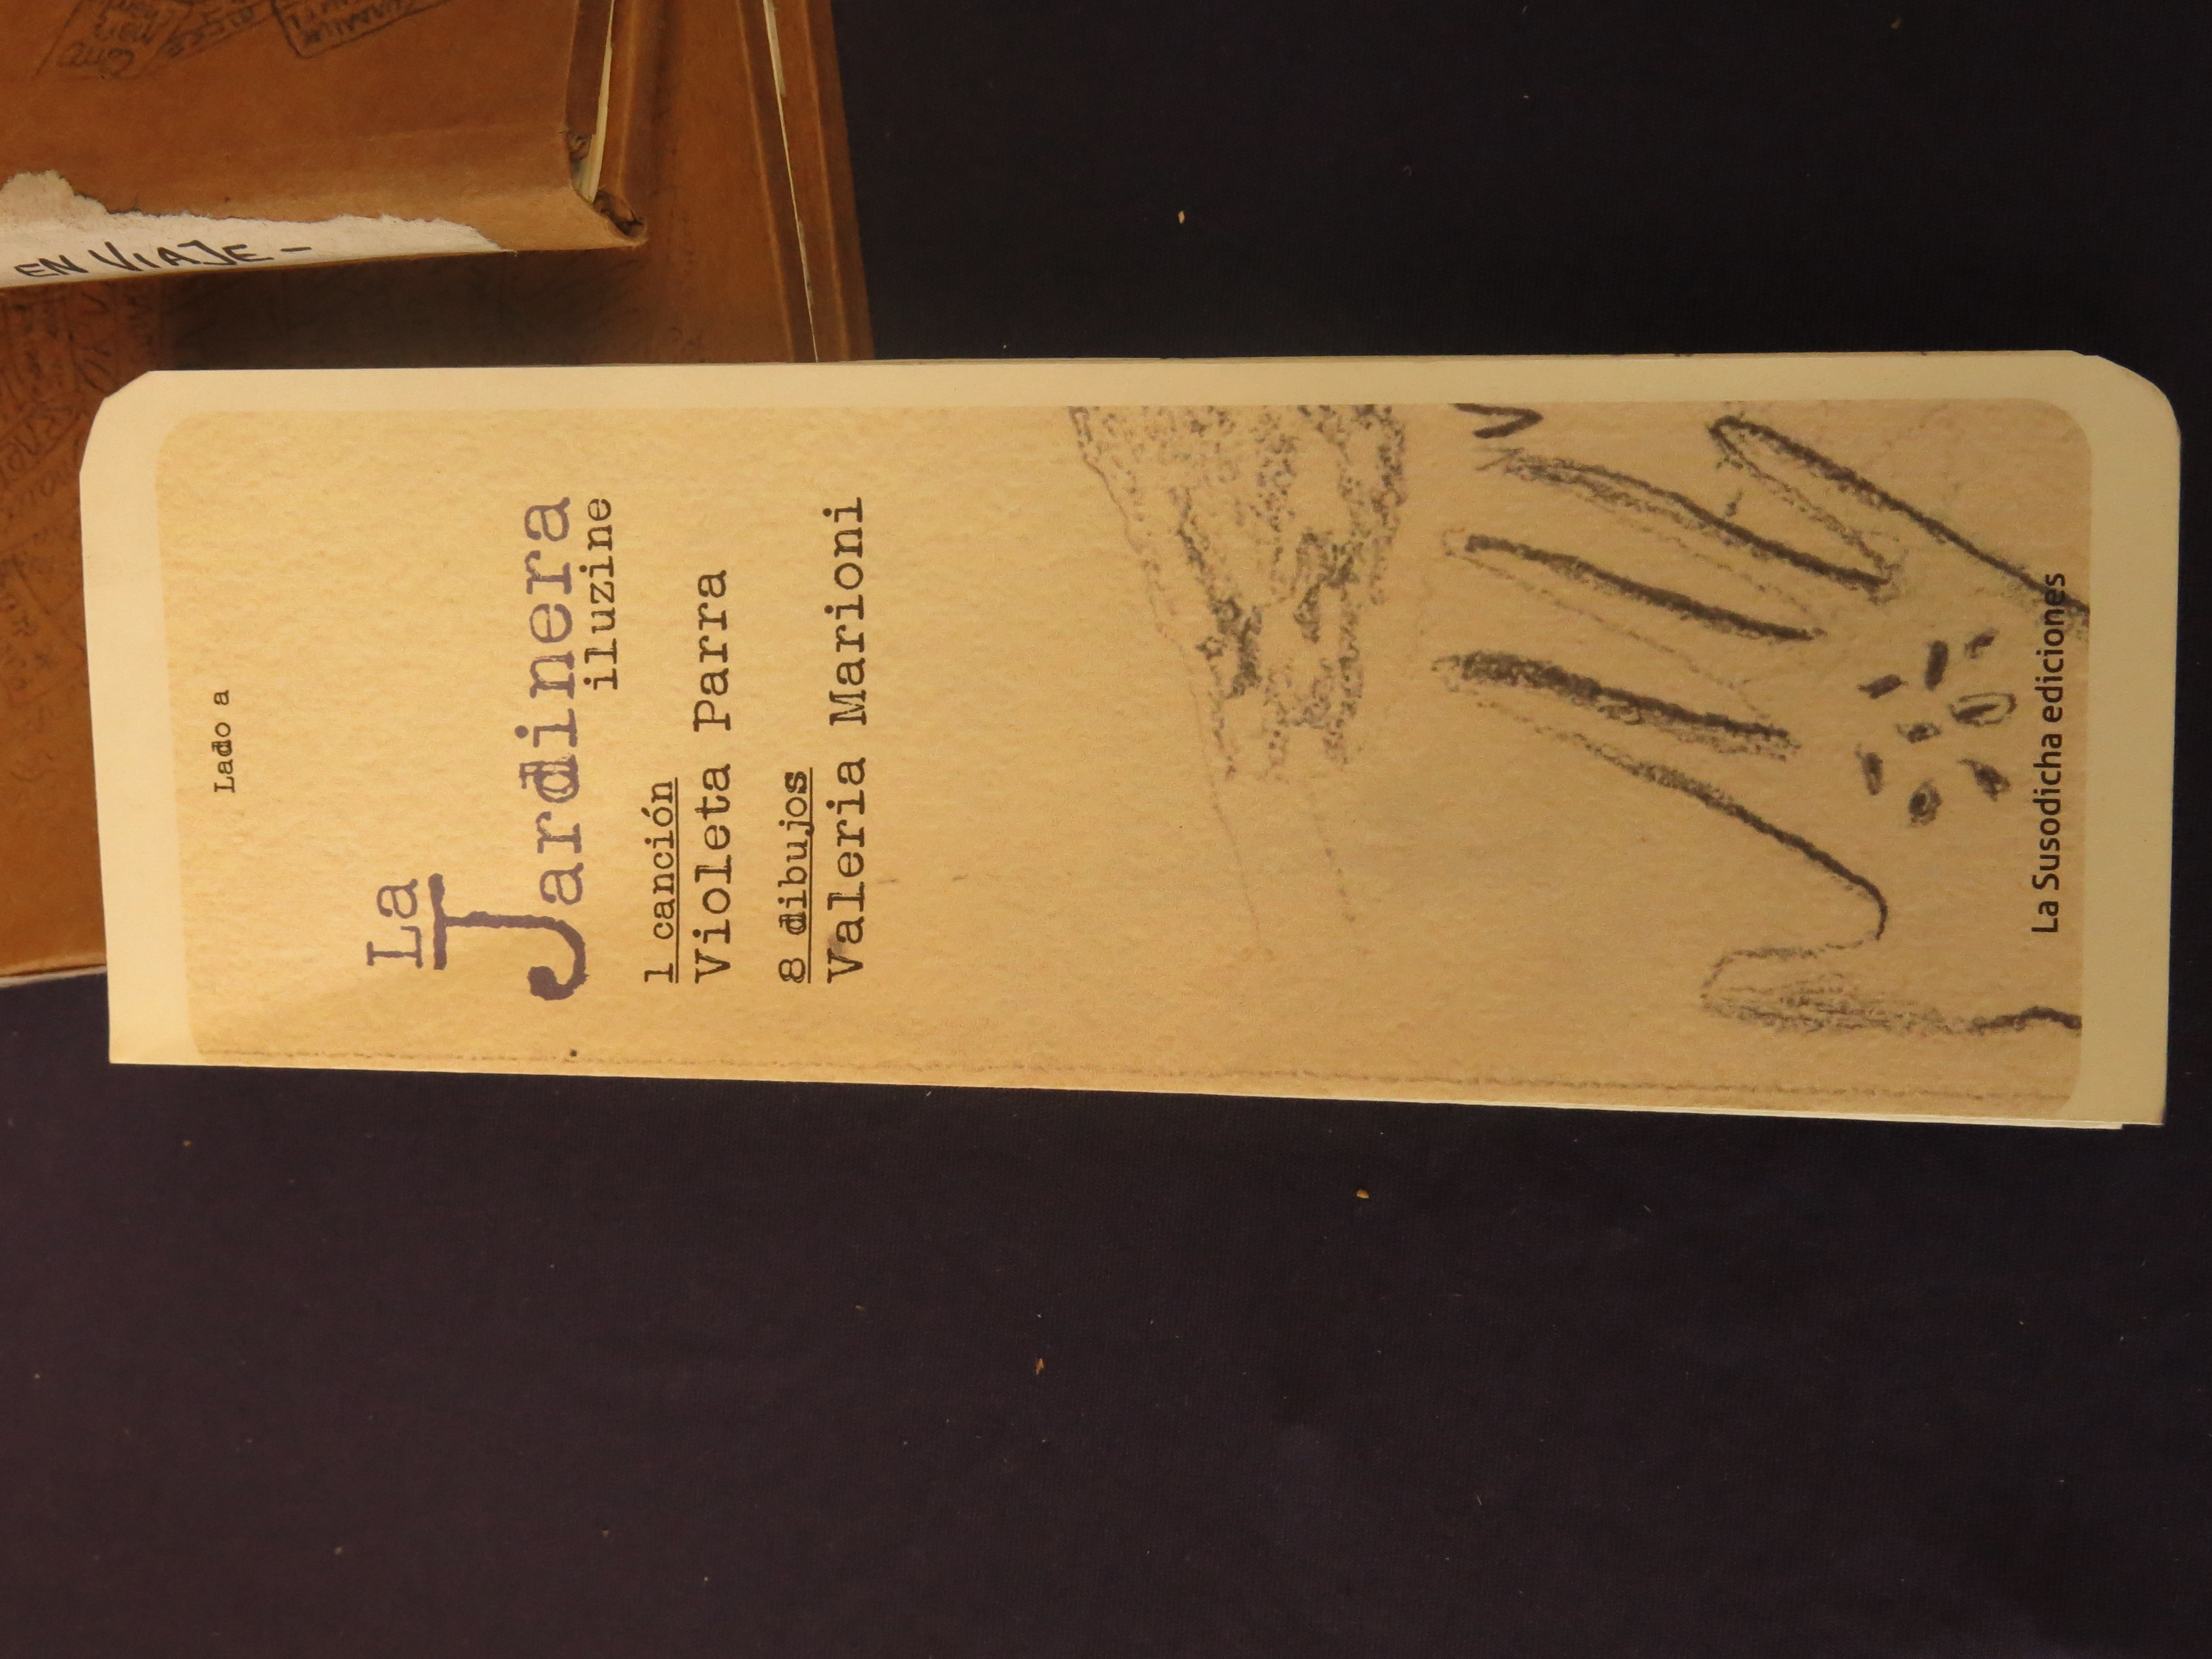 Lado a
La
Jardinera
iluzine
1 canción
Violeta Parra
8 dibujos
Valeria Marioni
La Susodicha ediciones
EN VIAJE-